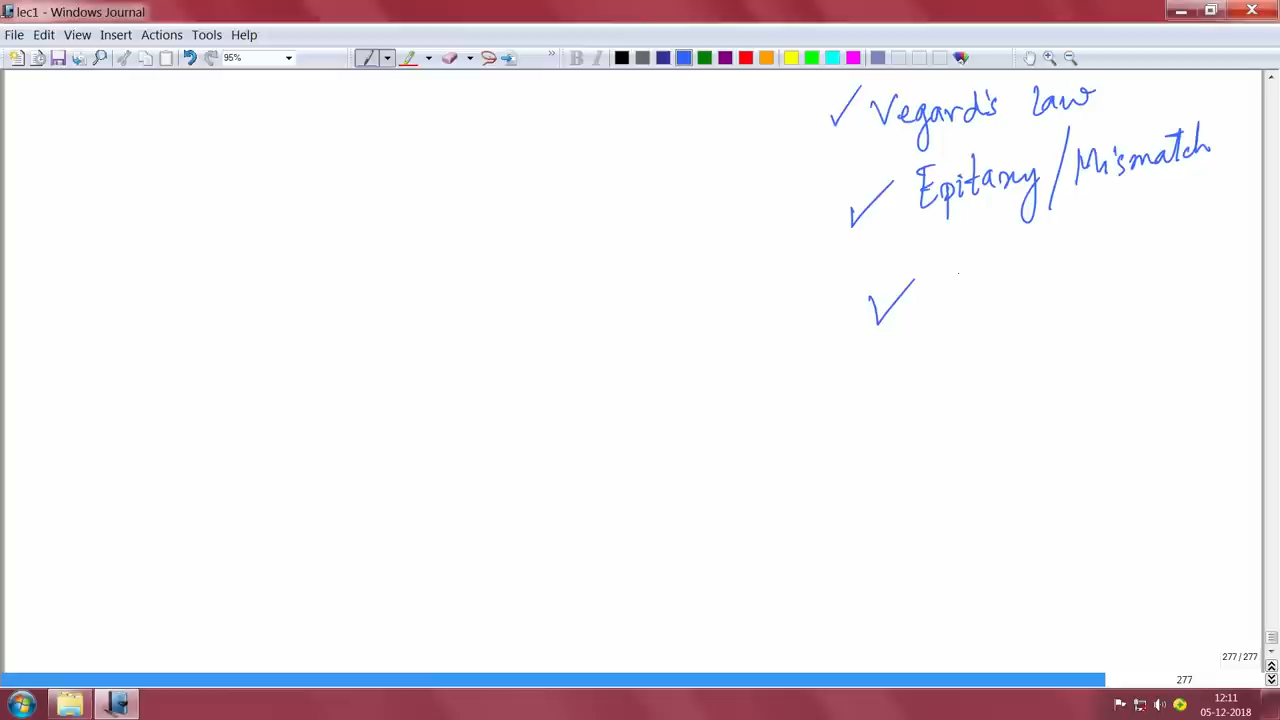 lec1 - Windows Journal
File Edit View Insert Actions Tools Help
95%
B I
✓ Vegard's Law
✓ Epitaxy / Mismatch
✓
277 / 277
277
12:11
05-12-2018